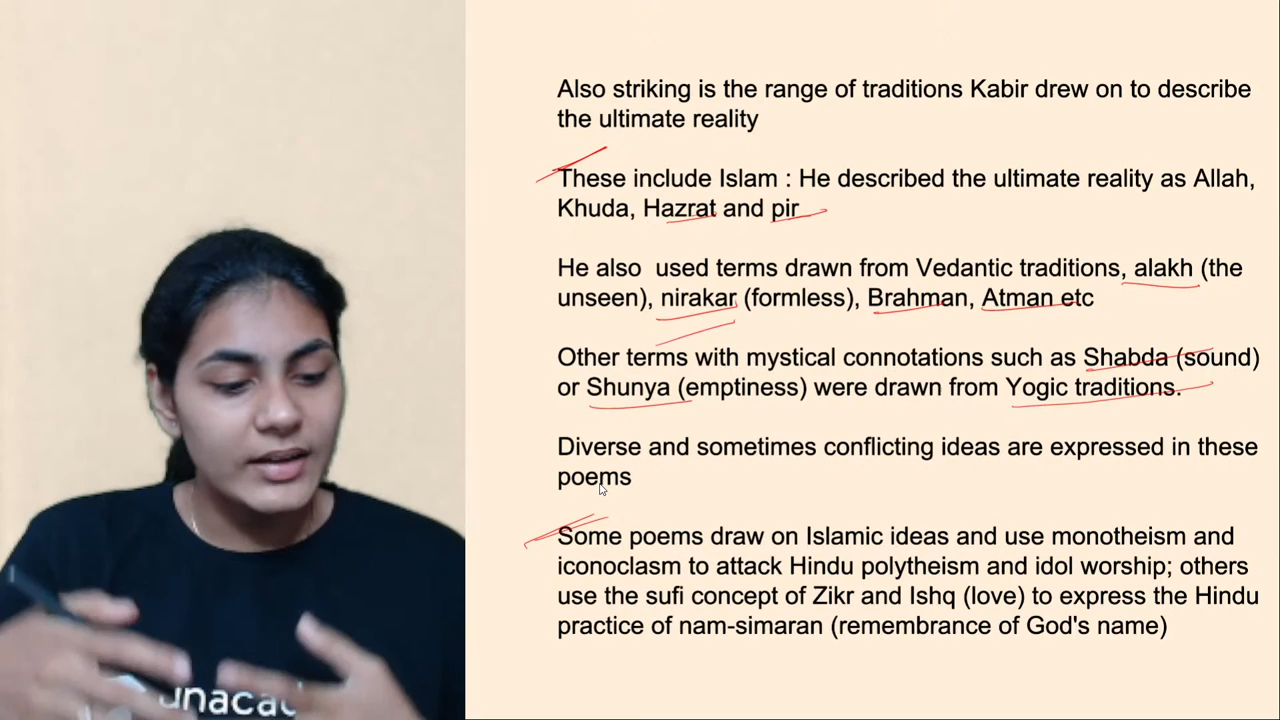 Also striking is the range of traditions Kabir drew on to describe
the ultimate reality
These include Islam : He described the ultimate reality as Allah,
Khuda, Hazrat and pir
He also  used terms drawn from Vedantic traditions, alakh (the
unseen), nirakar (formless), Brahman, Atman etc
Other terms with mystical connotations such as Shabda (sound)
or Shunya (emptiness) were drawn from Yogic traditions.
Diverse and sometimes conflicting ideas are expressed in these
poems
Some poems draw on Islamic ideas and use monotheism and
iconoclasm to attack Hindu polytheism and idol worship; others
use the sufi concept of Zikr and Ishq (love) to express the Hindu
practice of nam-simaran (remembrance of God's name)